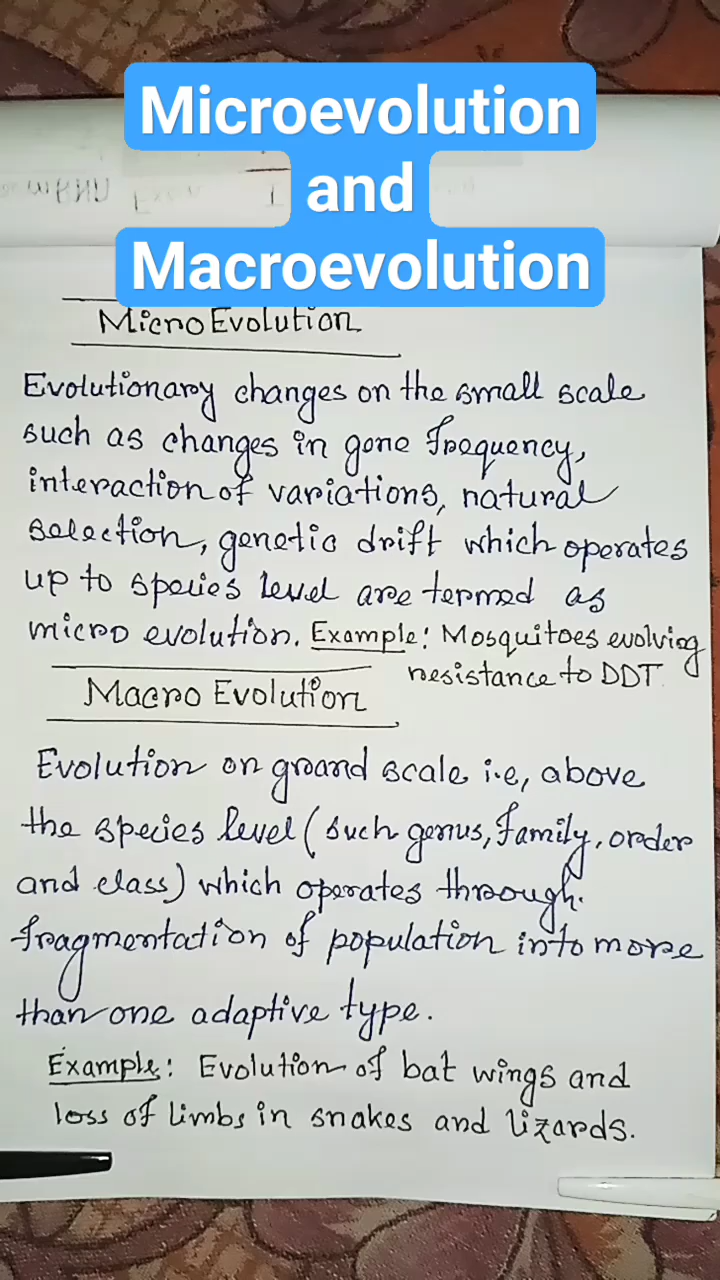 Microevolution
and
Macroevolution
Micro Evolution
Evolutionary changes on the small scale
such as changes in gene frequency,
interaction of variations, natural
selection, genetic drift which operates
up to species level are termed as
micro evolution. Example: Mosquitoes evolving
resistance to DDT
Macro Evolution
Evolution on grand scale i.e, above
the species level (such genus, family, order
and class) which operates through
fragmentation of population into more
than one adaptive type.
Example: Evolution of bat wings and
loss of limbs in snakes and lizards.